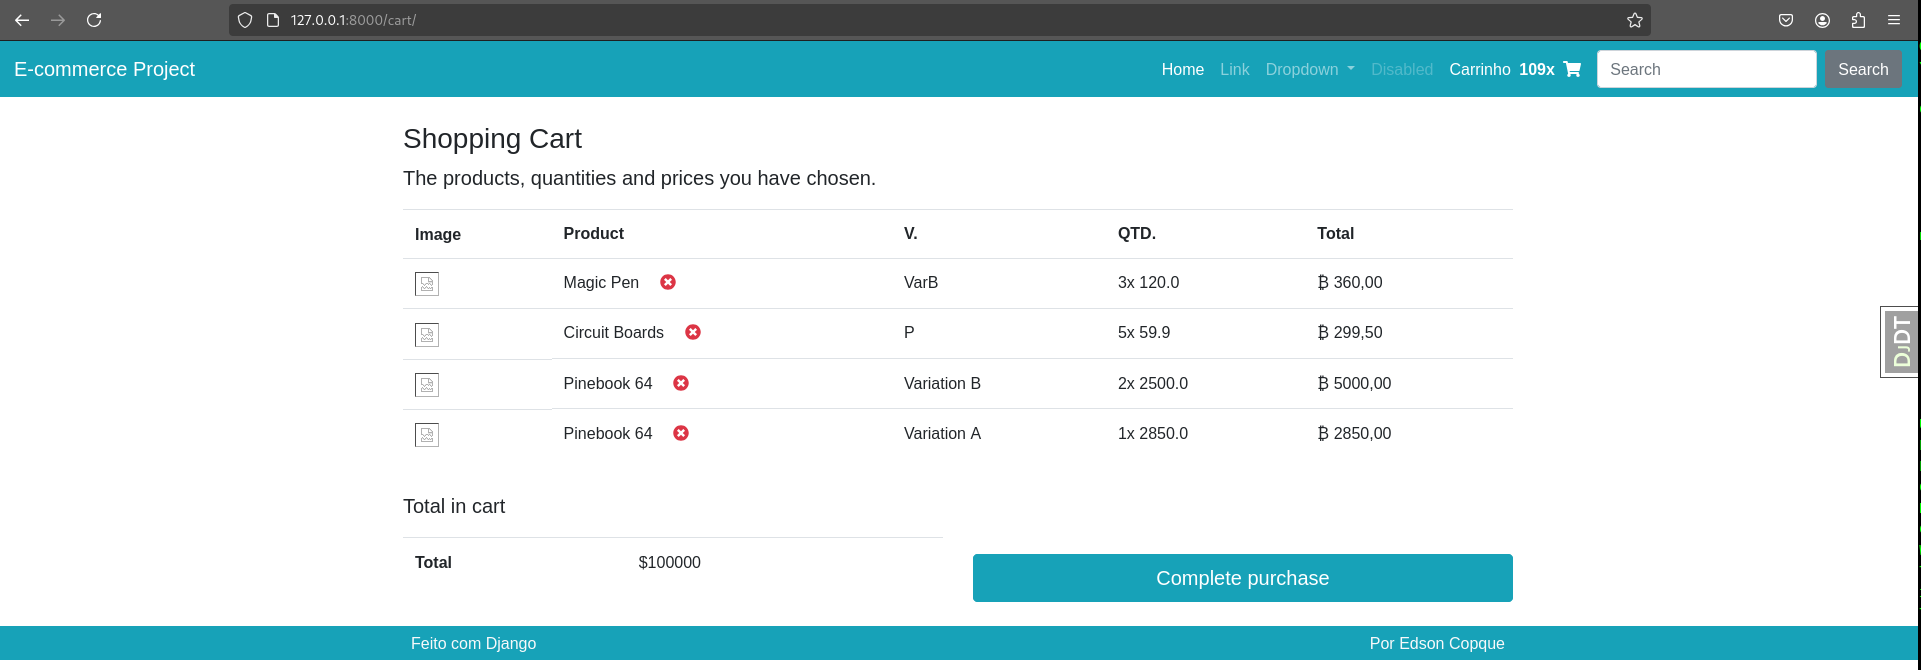 127.0.0.1:8000/cart/
E-commerce Project Home Link Dropdown Disabled Carrinho 109x Search Search
Shopping Cart
The products, quantities and prices you have chosen.
Image Product V. QTD. Total
Magic Pen VarB 3x 120.0 ₿ 360,00
Circuit Boards P 5x 59.9 ₿ 299,50
DJDT
Pinebook 64 Variation B 2x 2500.0 ₿ 5000,00
Pinebook 64 Variation A 1x 2850.0 ₿ 2850,00
Total in cart
Total $100000
Complete purchase
Feito com Django Por Edson Copque